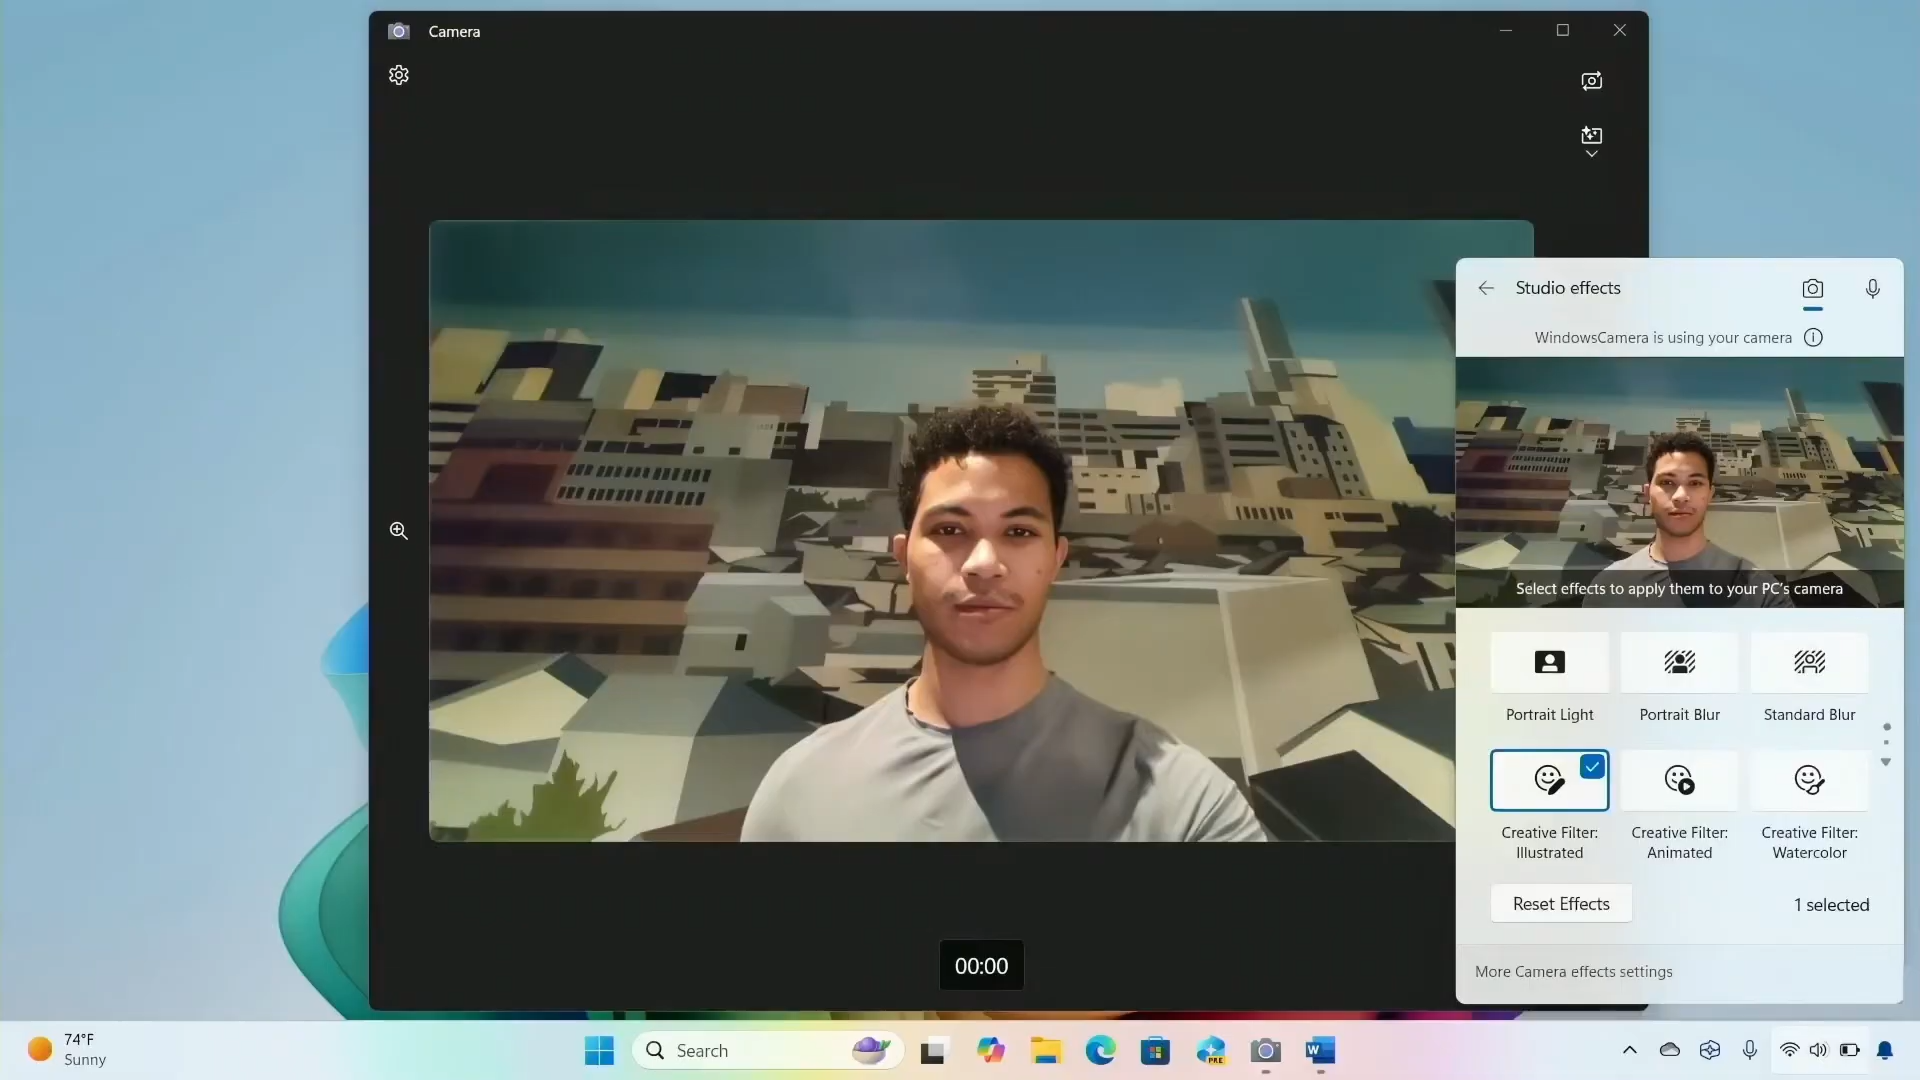 Camera
Studio effects
WindowsCamera is using your camera
Select effects to apply them to your PC's camera
Portrait Light
Portrait Blur
Standard Blur
Creative Filter:
Illustrated
Creative Filter:
Animated
Creative Filter:
Watercolor
Reset Effects
1 selected
More Camera effects settings
00:00
74°F
Sunny
Search
PRE
W